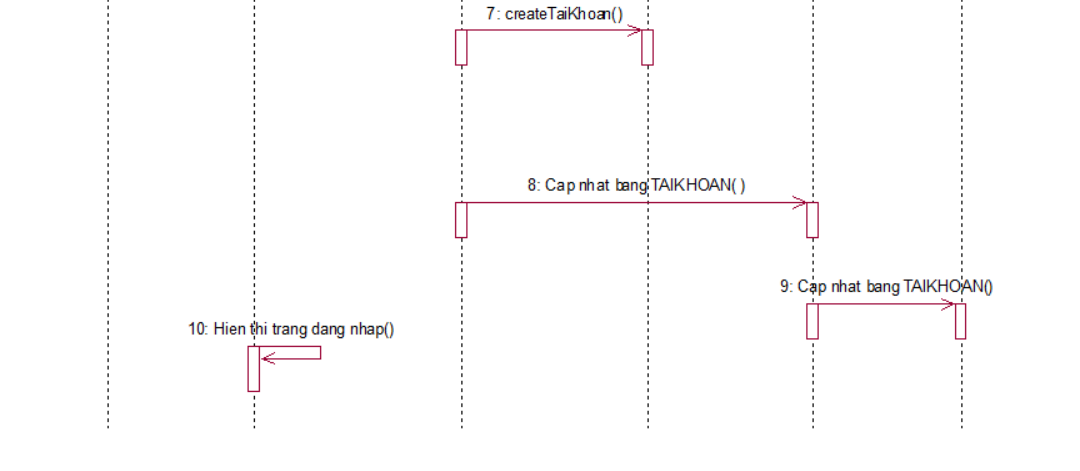 7: createTaiKhoan()
8: Cap nhat bang TAIKHOAN( )
9: Cap nhat bang TAIKHOAN()
10: Hien thi trang dang nhap()